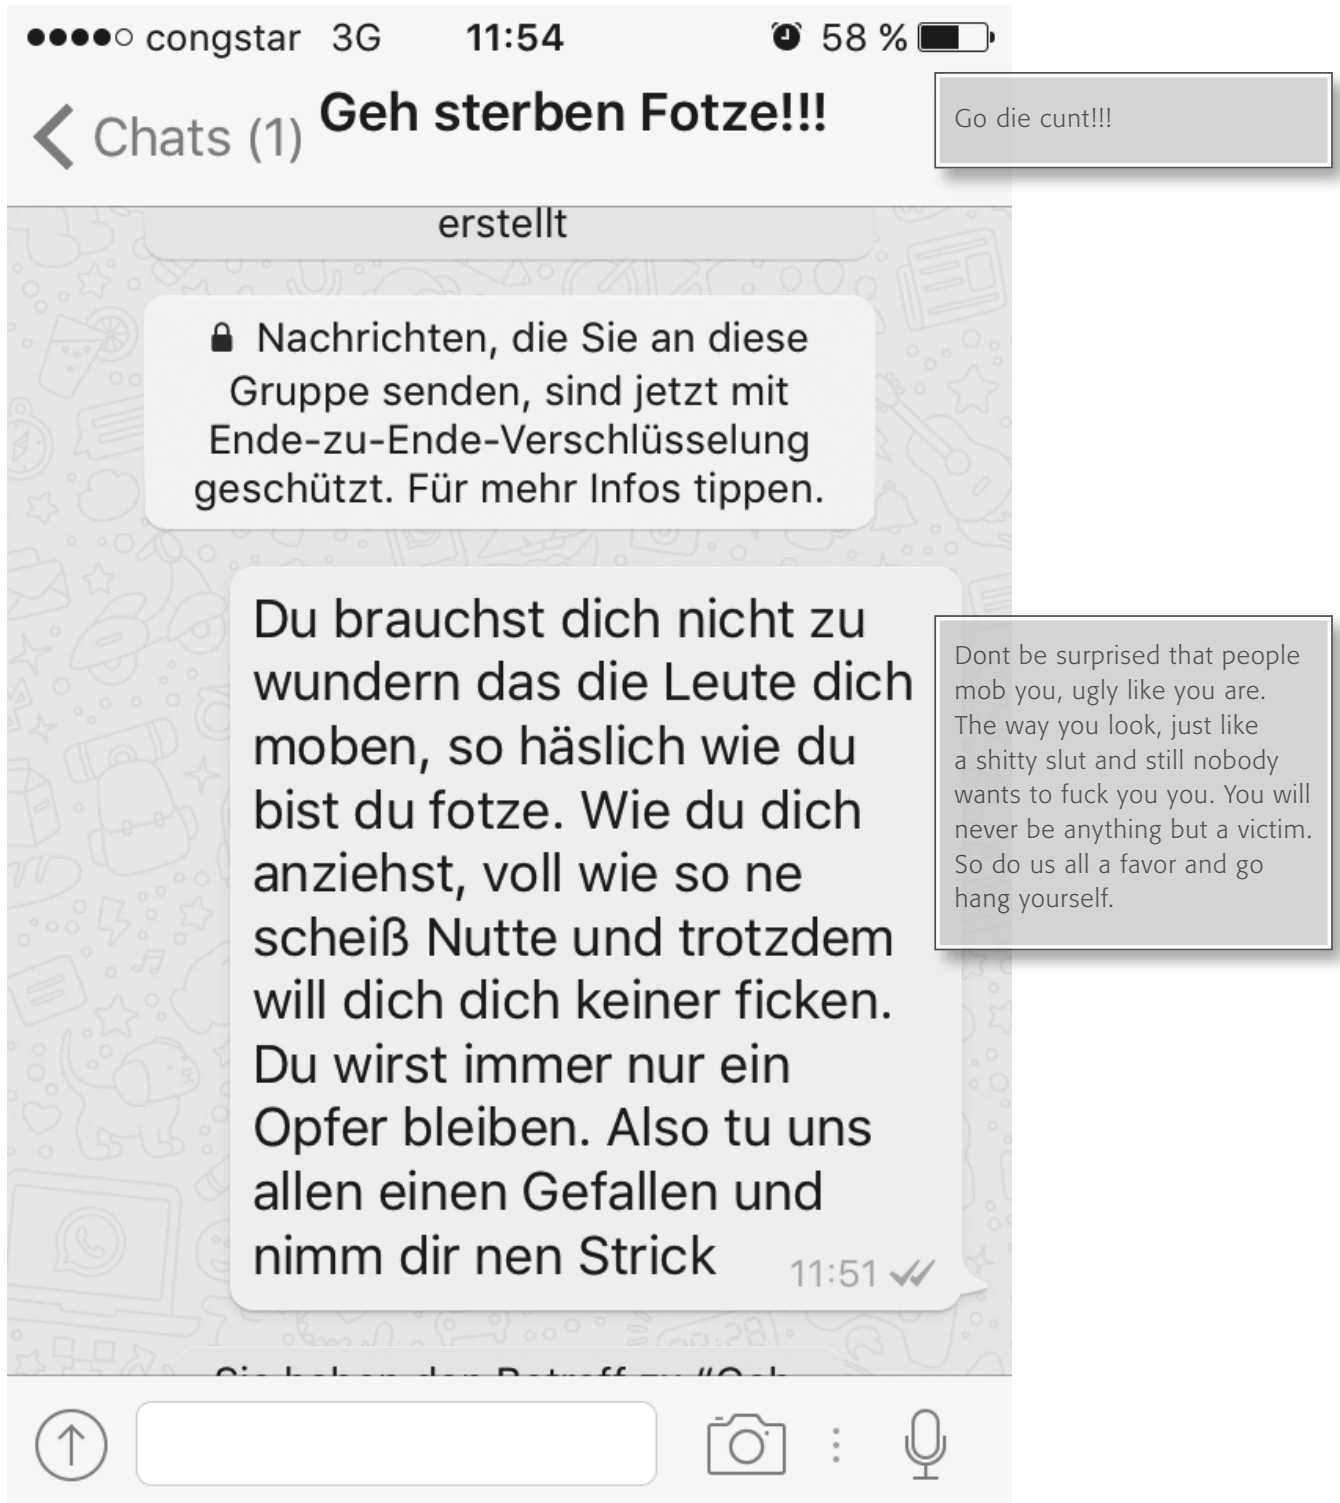 congstar 3G 11:54 58 %
Chats (1) Geh sterben Fotze!!!
Go die cunt!!!
erstellt
Nachrichten, die Sie an diese
Gruppe senden, sind jetzt mit
Ende-zu-Ende-Verschlüsselung
geschützt. Für mehr Infos tippen.
Du brauchst dich nicht zu
wundern das die Leute dich
moben, so häslich wie du
bist du fotze. Wie du dich
anziehst, voll wie so ne
scheiß Nutte und trotzdem
will dich dich keiner ficken.
Du wirst immer nur ein
Opfer bleiben. Also tu uns
allen einen Gefallen und
nimm dir nen Strick
11:51
Dont be surprised that people
mob you, ugly like you are.
The way you look, just like
a shitty slut and still nobody
wants to fuck you you. You will
never be anything but a victim.
So do us all a favor and go
hang yourself.
Sie haben den Betreff zu "Geh